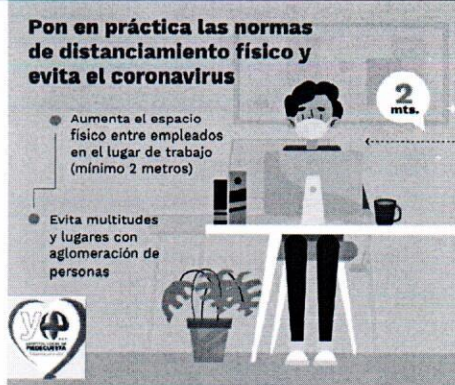 Pon en práctica las normas
de distanciamiento físico y
evita el coronavirus
2
mts.
Aumenta el espacio
físico entre empleados
en el lugar de trabajo
(mínimo 2 metros)
Evita multitudes
y lugares con
aglomeración de
personas
PIEDECUESTA